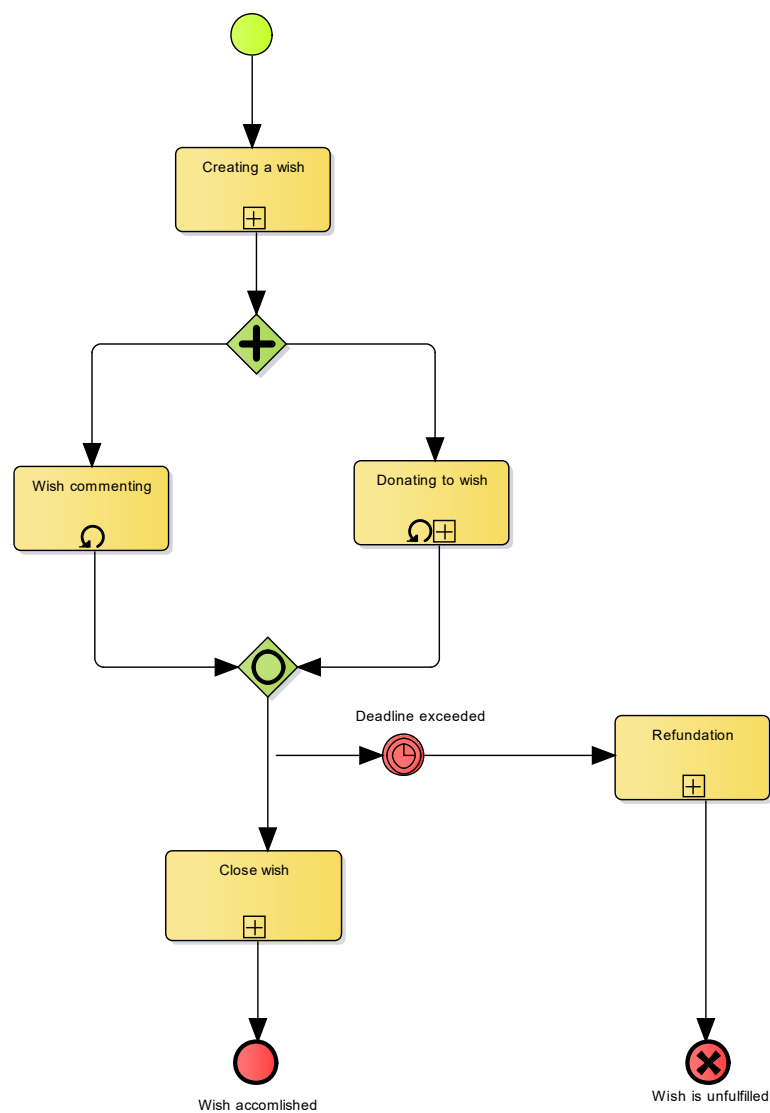 Creating a wish
Wish commenting
Donating to wish
Deadline exceeded
Refundation
Close wish
Wish accomlished
Wish is unfulfilled